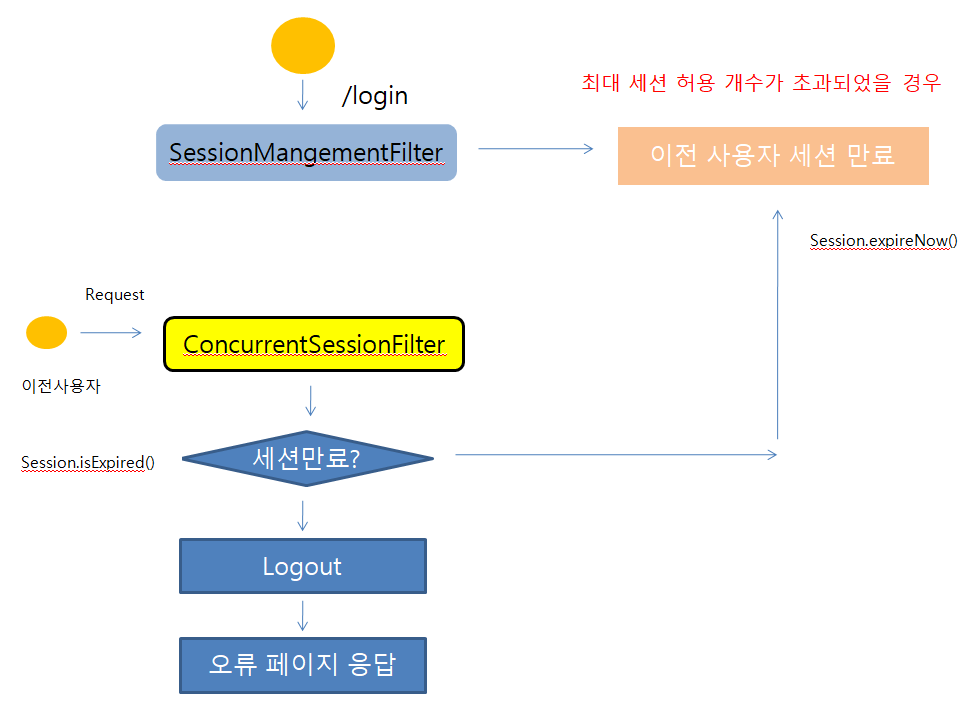 /login
최대 세션 허용 개수가 초과되었을 경우
SessionMangementFilter
이전 사용자 세션 만료
Session.expireNow()
Request
ConcurrentSessionFilter
이전사용자
Session.isExpired()
세션만료?
Logout
오류 페이지 응답